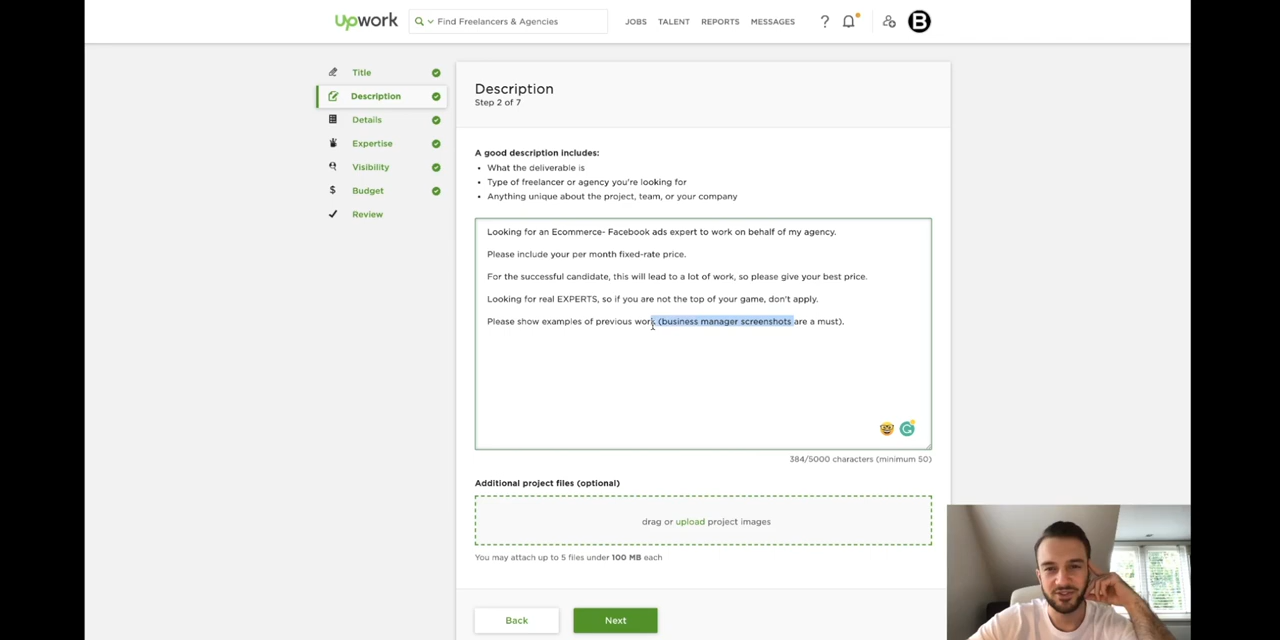 Upwork
Find Freelancers & Agencies
JOBS TALENT REPORTS MESSAGES
?
B
Title
Description
Details
Expertise
Visibility
$ Budget
Review
Description
Step 2 of 7
A good description includes:
• What the deliverable is
• Type of freelancer or agency you're looking for
• Anything unique about the project, team, or your company
Looking for an Ecommerce- Facebook ads expert to work on behalf of my agency.
Please include your per month fixed-rate price.
For the successful candidate, this will lead to a lot of work, so please give your best price.
Looking for real EXPERTS, so if you are not the top of your game, don't apply.
Please show examples of previous work (business manager screenshots are a must).
384/5000 characters (minimum 50)
Additional project files (optional)
drag or upload project images
You may attach up to 5 files under 100 MB each
Back
Next